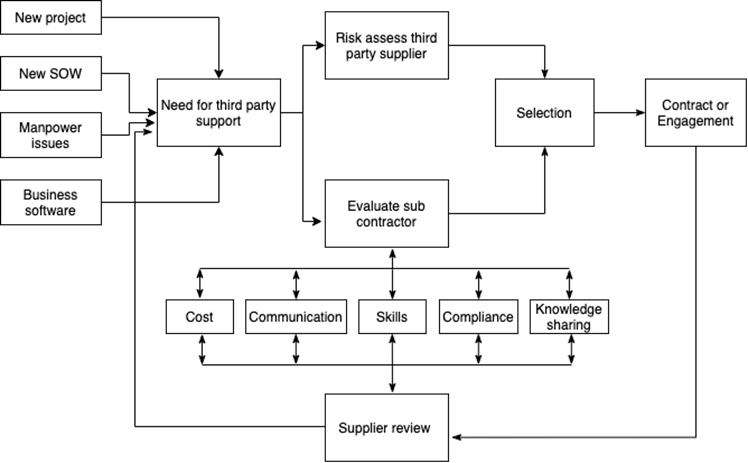 New project
New SOW
Manpower
issues
Business
software
Need for third party
support
Risk assess third
party supplier
Evaluate sub
contractor
Selection
Contract or
Engagement
Cost
Communication
Skills
Compliance
Knowledge
sharing
Supplier review